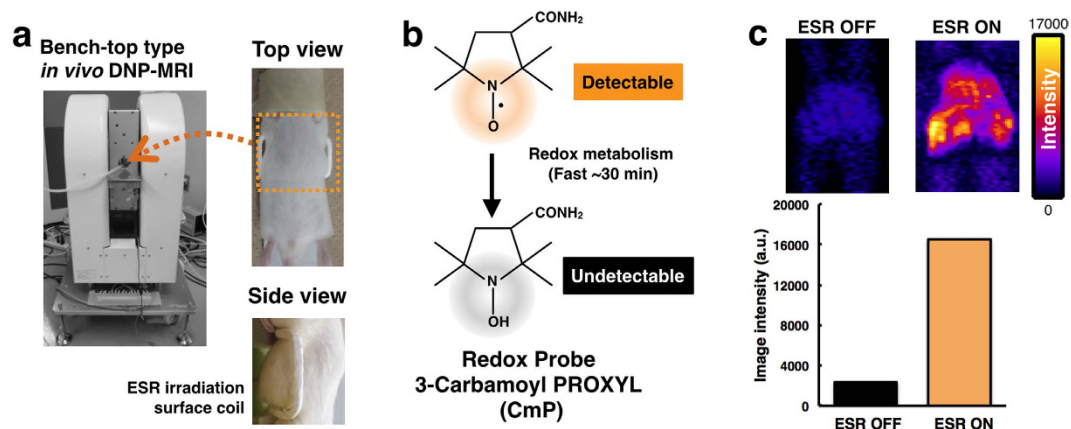 a
Bench-top type
in vivo DNP-MRI
Top view
Side view
ESR irradiation
surface coil
b
CONH₂
N
O
Detectable
Redox metabolism
(Fast ~30 min)
CONH₂
N
OH
Undetectable
Redox Probe
3-Carbamoyl PROXYL
(CmP)
c
ESR OFF
ESR ON
17000
Intensity
0
Image intensity (a.u.)
20000
16000
12000
8000
4000
0
ESR OFF
ESR ON